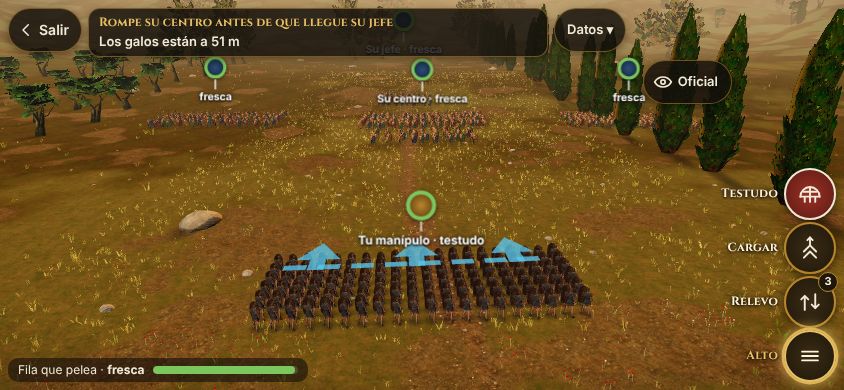 Salir
ROMPE SU CENTRO ANTES DE QUE LLEGUE SU JEFE
Los galos están a 51 m
Datos ▾
Su jefe · fresca
fresca
Su centro · fresca
fresca
Oficial
TESTUDO
Tu manípulo · testudo
CARGAR
3
RELEVO
ALTO
Fila que pelea · fresca